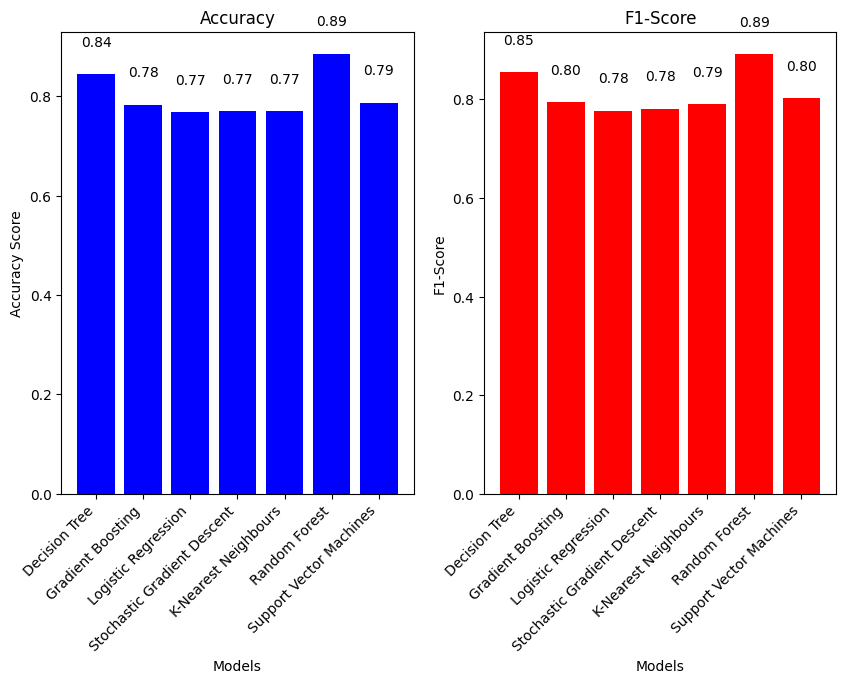 Accuracy
0.84
0.78
0.77
0.77
0.77
0.89
0.79
Accuracy Score
0.8
0.6
0.4
0.2
0.0
Decision Tree
Gradient Boosting
Logistic Regression
Stochastic Gradient Descent
K-Nearest Neighbours
Random Forest
Support Vector Machines
Models
F1-Score
0.85
0.80
0.78
0.78
0.79
0.89
0.80
F1-Score
0.8
0.6
0.4
0.2
0.0
Decision Tree
Gradient Boosting
Logistic Regression
Stochastic Gradient Descent
K-Nearest Neighbours
Random Forest
Support Vector Machines
Models